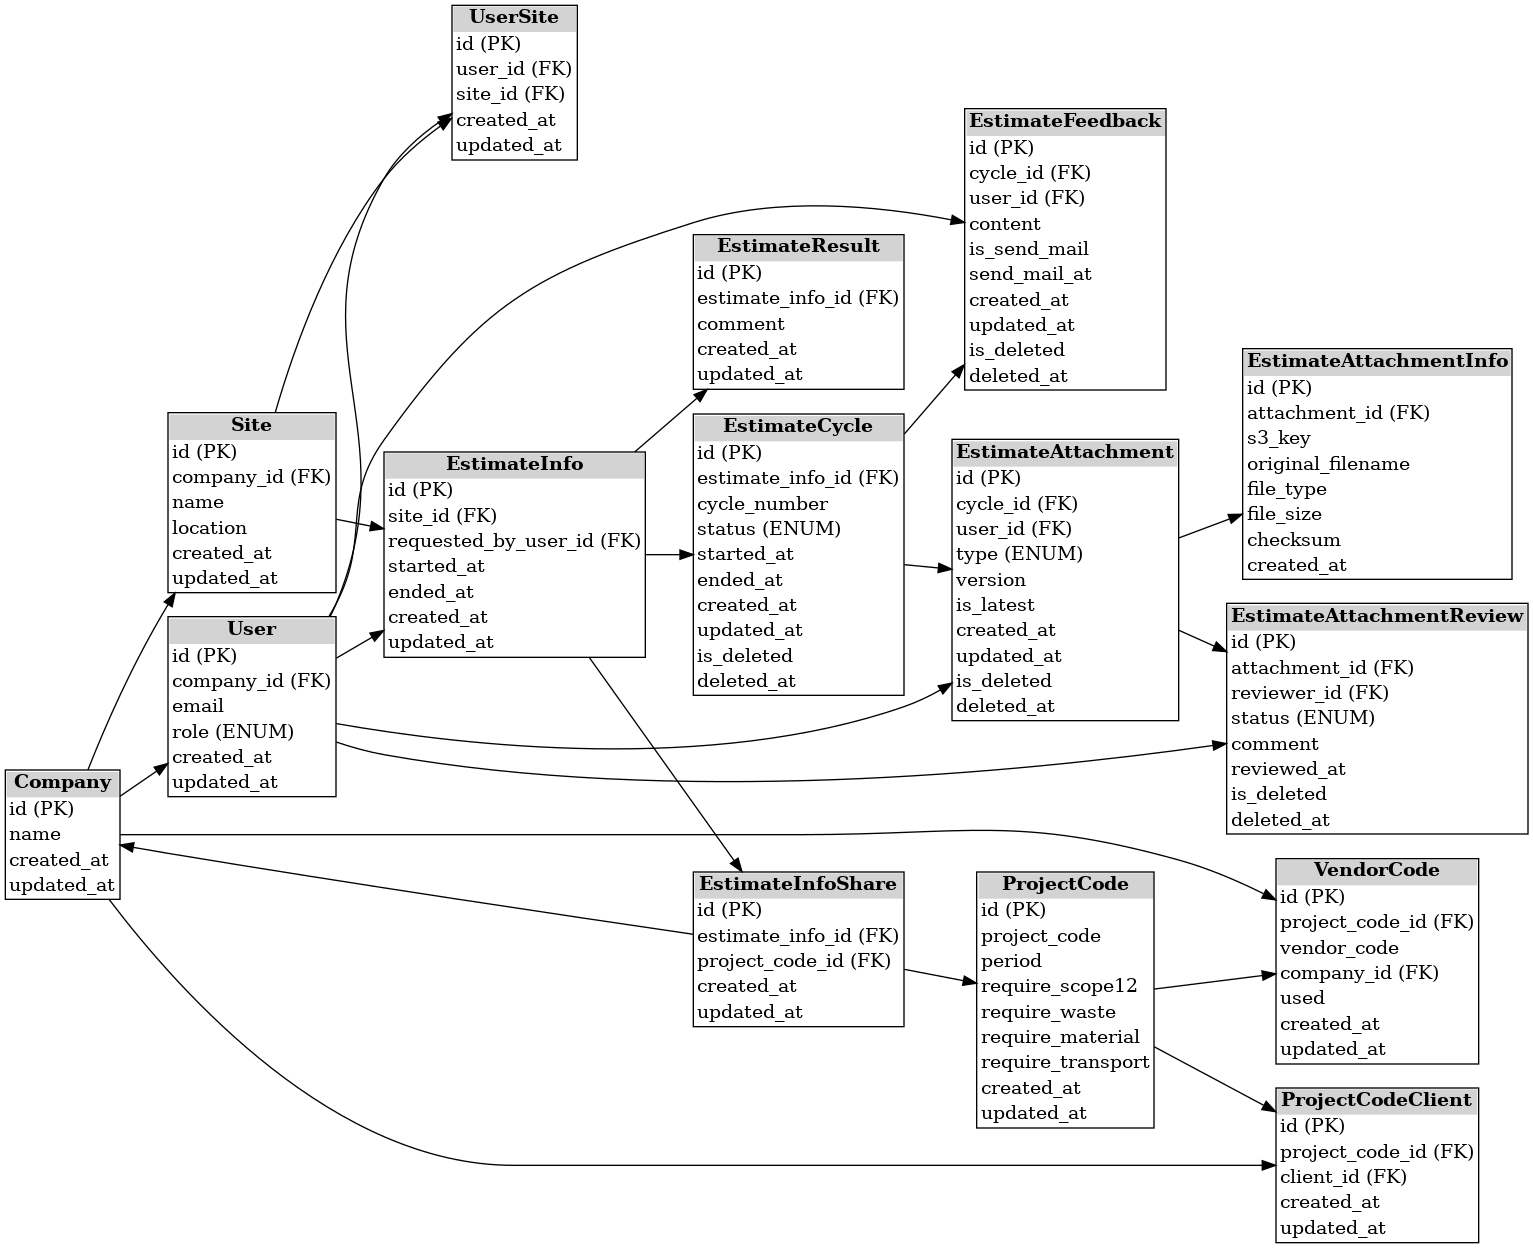 UserSite
id (PK)
user_id (FK)
site_id (FK)
created_at
updated_at
EstimateFeedback
id (PK)
cycle_id (FK)
user_id (FK)
content
is_send_mail
send_mail_at
created_at
updated_at
is_deleted
deleted_at
EstimateResult
id (PK)
estimate_info_id (FK)
comment
created_at
updated_at
EstimateAttachmentInfo
id (PK)
attachment_id (FK)
s3_key
original_filename
file_type
file_size
checksum
created_at
Site
id (PK)
company_id (FK)
name
location
created_at
updated_at
EstimateInfo
id (PK)
site_id (FK)
requested_by_user_id (FK)
started_at
ended_at
created_at
updated_at
EstimateCycle
id (PK)
estimate_info_id (FK)
cycle_number
status (ENUM)
started_at
ended_at
created_at
updated_at
is_deleted
deleted_at
EstimateAttachment
id (PK)
cycle_id (FK)
user_id (FK)
type (ENUM)
version
is_latest
created_at
updated_at
is_deleted
deleted_at
User
id (PK)
company_id (FK)
email
role (ENUM)
created_at
updated_at
EstimateAttachmentReview
id (PK)
attachment_id (FK)
reviewer_id (FK)
status (ENUM)
comment
reviewed_at
is_deleted
deleted_at
Company
id (PK)
name
created_at
updated_at
EstimateInfoShare
id (PK)
estimate_info_id (FK)
project_code_id (FK)
created_at
updated_at
ProjectCode
id (PK)
project_code
period
require_scope12
require_waste
require_material
require_transport
created_at
updated_at
VendorCode
id (PK)
project_code_id (FK)
vendor_code
company_id (FK)
used
created_at
updated_at
ProjectCodeClient
id (PK)
project_code_id (FK)
client_id (FK)
created_at
updated_at